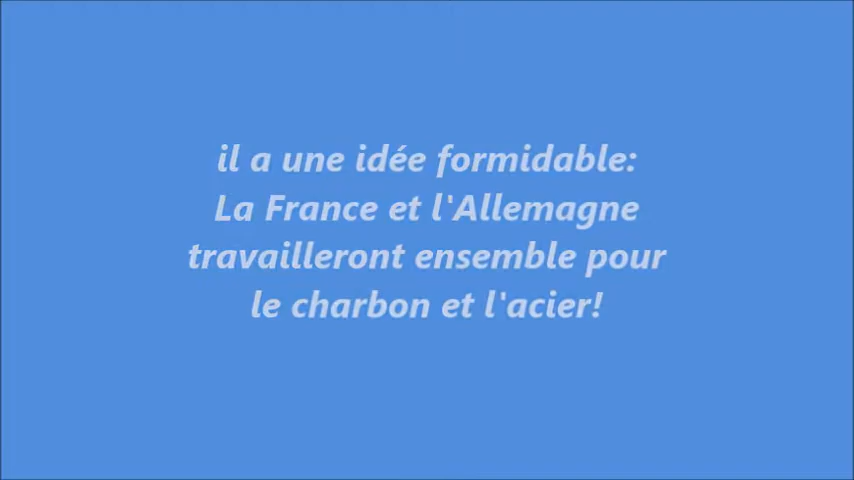 il a une idée formidable:
La France et l'Allemagne
travailleront ensemble pour
le charbon et l'acier!